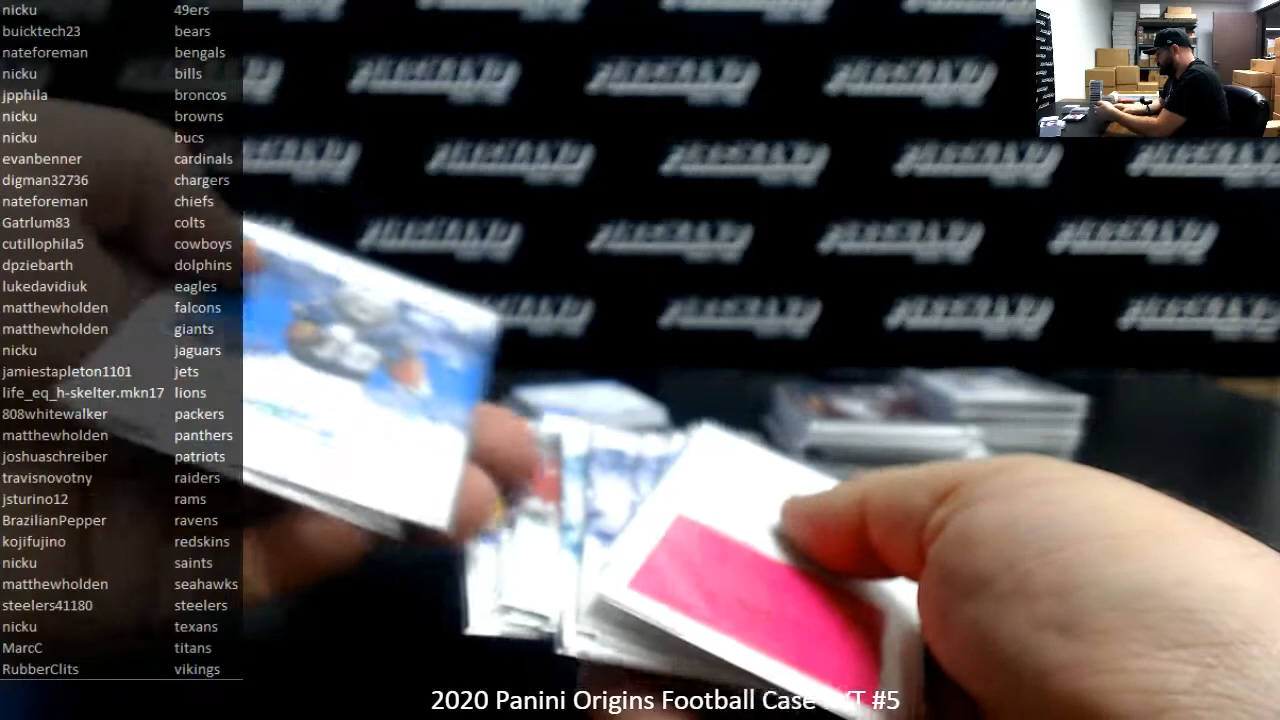 nicku 49ers
buicktech23 bears
nateforeman bengals
nicku bills
jpphila broncos
nicku browns
nicku bucs
evanbenner cardinals
digman32736 chargers
nateforeman chiefs
Gatrlum83 colts
cutillophila5 cowboys
dpziebarth dolphins
lukedavidiuk eagles
matthewholden falcons
matthewholden giants
nicku jaguars
jamiestapleton1101 jets
life_eq_h-skelter.mkn17 lions
808whitewalker packers
matthewholden panthers
joshuaschreiber patriots
travisnovotny raiders
jsturino12 rams
BrazilianPepper ravens
kojifujino redskins
nicku saints
matthewholden seahawks
steelers41180 steelers
nicku texans
MarcC titans
RubberClits vikings
2020 Panini Origins Football Case #5